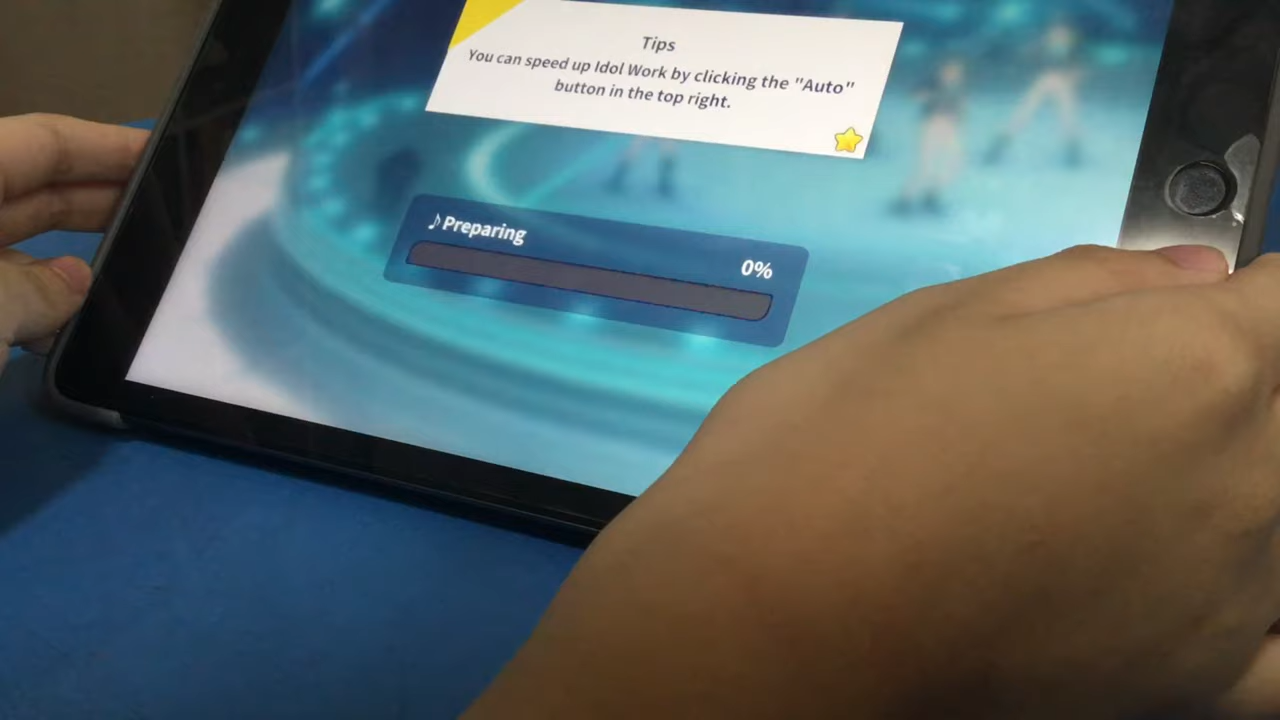 Tips
You can speed up Idol Work by clicking the "Auto"
button in the top right.
♪ Preparing
0%